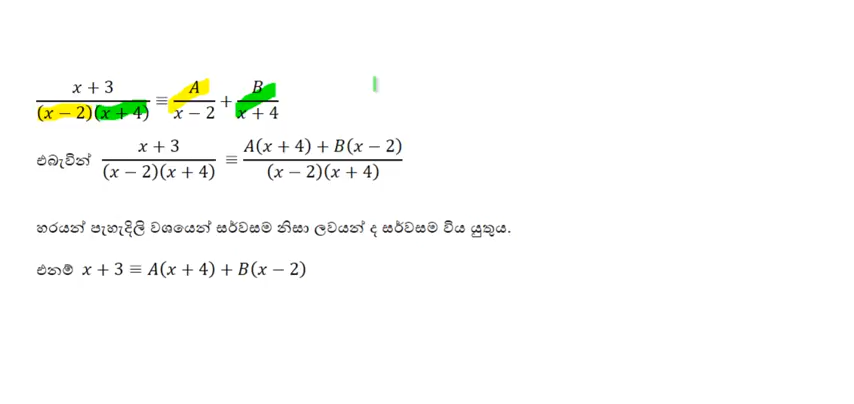 (x + 3)/((x − 2)(x + 4)) ≡ A/(x − 2) + B/(x + 4)
එබැවින් (x + 3)/((x − 2)(x + 4)) ≡ (A(x + 4) + B(x − 2))/((x − 2)(x + 4))
හරයන් පැහැදිලි වශයෙන් සර්වසම නිසා ලවයන් ද සර්වසම විය යුතුය.
එනම් x + 3 ≡ A(x + 4) + B(x − 2)